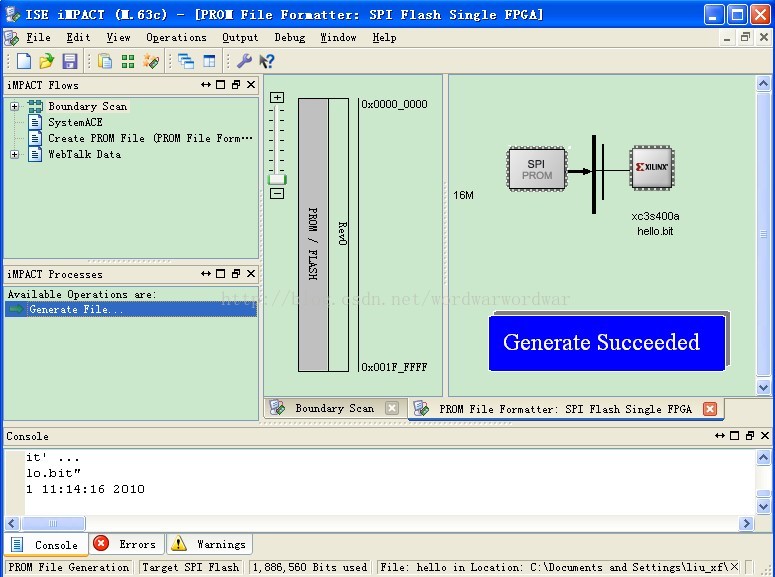 ISE iMPACT (M.63c) - [PROM File Formatter: SPI Flash Single FPGA]
File Edit View Operations Output Debug Window Help
iMPACT Flows
Boundary Scan
SystemACE
Create PROM File (PROM File Form...
WebTalk Data
iMPACT Processes
Available Operations are:
Generate File...
0x0000_0000
PROM / FLASH
Rev0
0x001F_FFFF
16M
SPI
PROM
XILINX
xc3s400a
hello.bit
http://blog.csdn.net/wordwarwordwar
Generate Succeeded
Boundary Scan
PROM File Formatter: SPI Flash Single FPGA
Console
it' ...
lo.bit"
1 11:14:16 2010
Console Errors Warnings
PROM File Generation Target SPI Flash 1,886,560 Bits used File: hello in Location: C:\Documents and Settings\liu_xf\